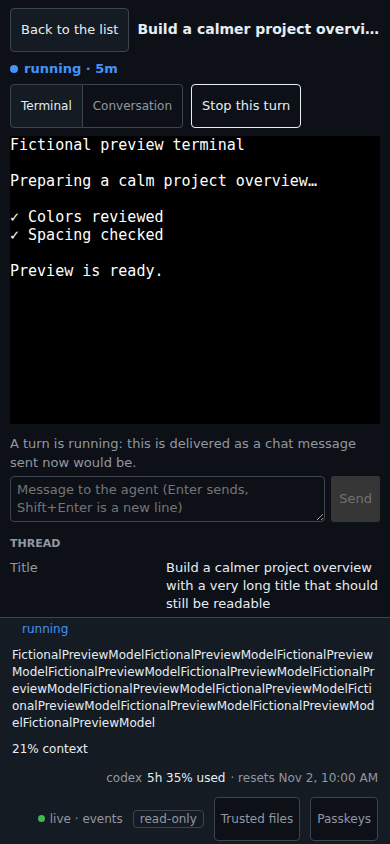 Back to the list
Build a calmer project overvi…
running · 5m
Terminal
Conversation
Stop this turn
Fictional preview terminal
Preparing a calm project overview…
✓ Colors reviewed
✓ Spacing checked
Preview is ready.
A turn is running: this is delivered as a chat message
sent now would be.
Message to the agent (Enter sends,
Shift+Enter is a new line)
Send
THREAD
Title
Build a calmer project overview
with a very long title that should
still be readable
running
FictionalPreviewModelFictionalPreviewModelFictionalPreview
ModelFictionalPreviewModelFictionalPreviewModelFictionalPr
eviewModelFictionalPreviewModelFictionalPreviewModelFicti
onalPreviewModelFictionalPreviewModelFictionalPreviewMod
elFictionalPreviewModel
21% context
codex 5h 35% used · resets Nov 2, 10:00 AM
live · events
read-only
Trusted files
Passkeys